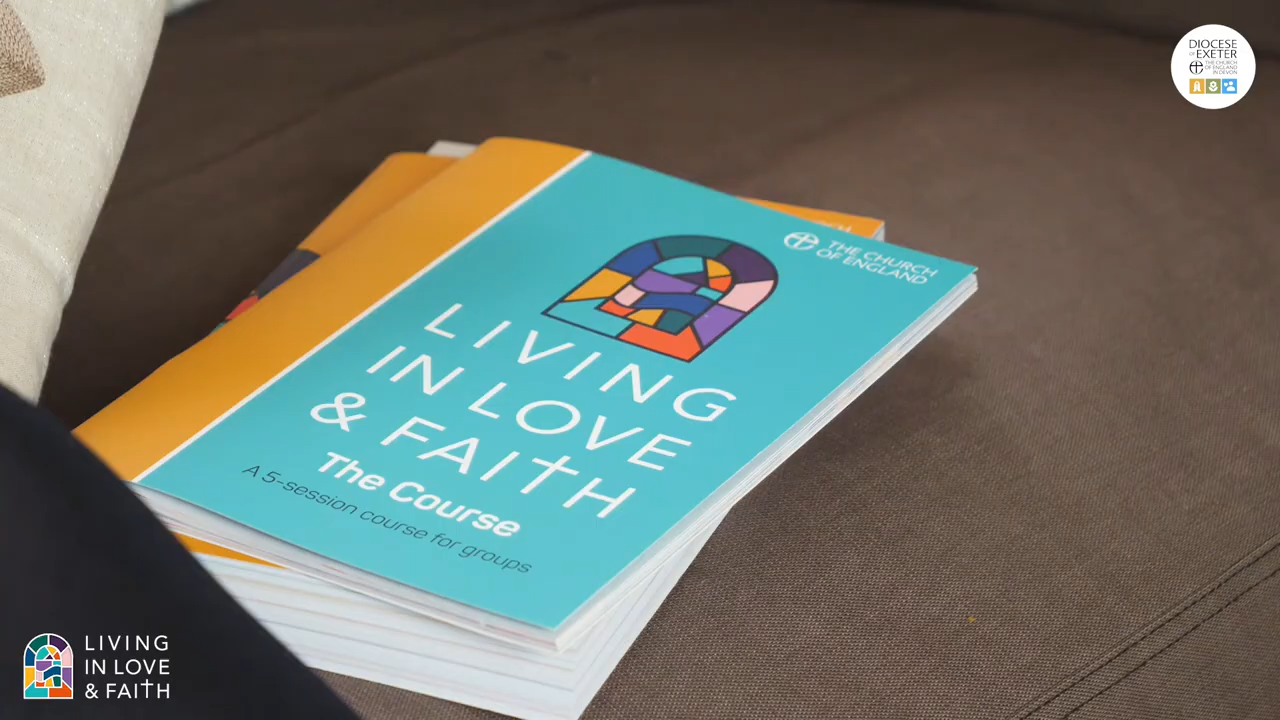 DIOCESE
OF EXETER
THE CHURCH
OF ENGLAND
IN DEVON
THE CHURCH
OF ENGLAND
LIVING
IN LOVE
& FAITH
The Course
A 5-session course for groups
LIVING
IN LOVE
& FAITH